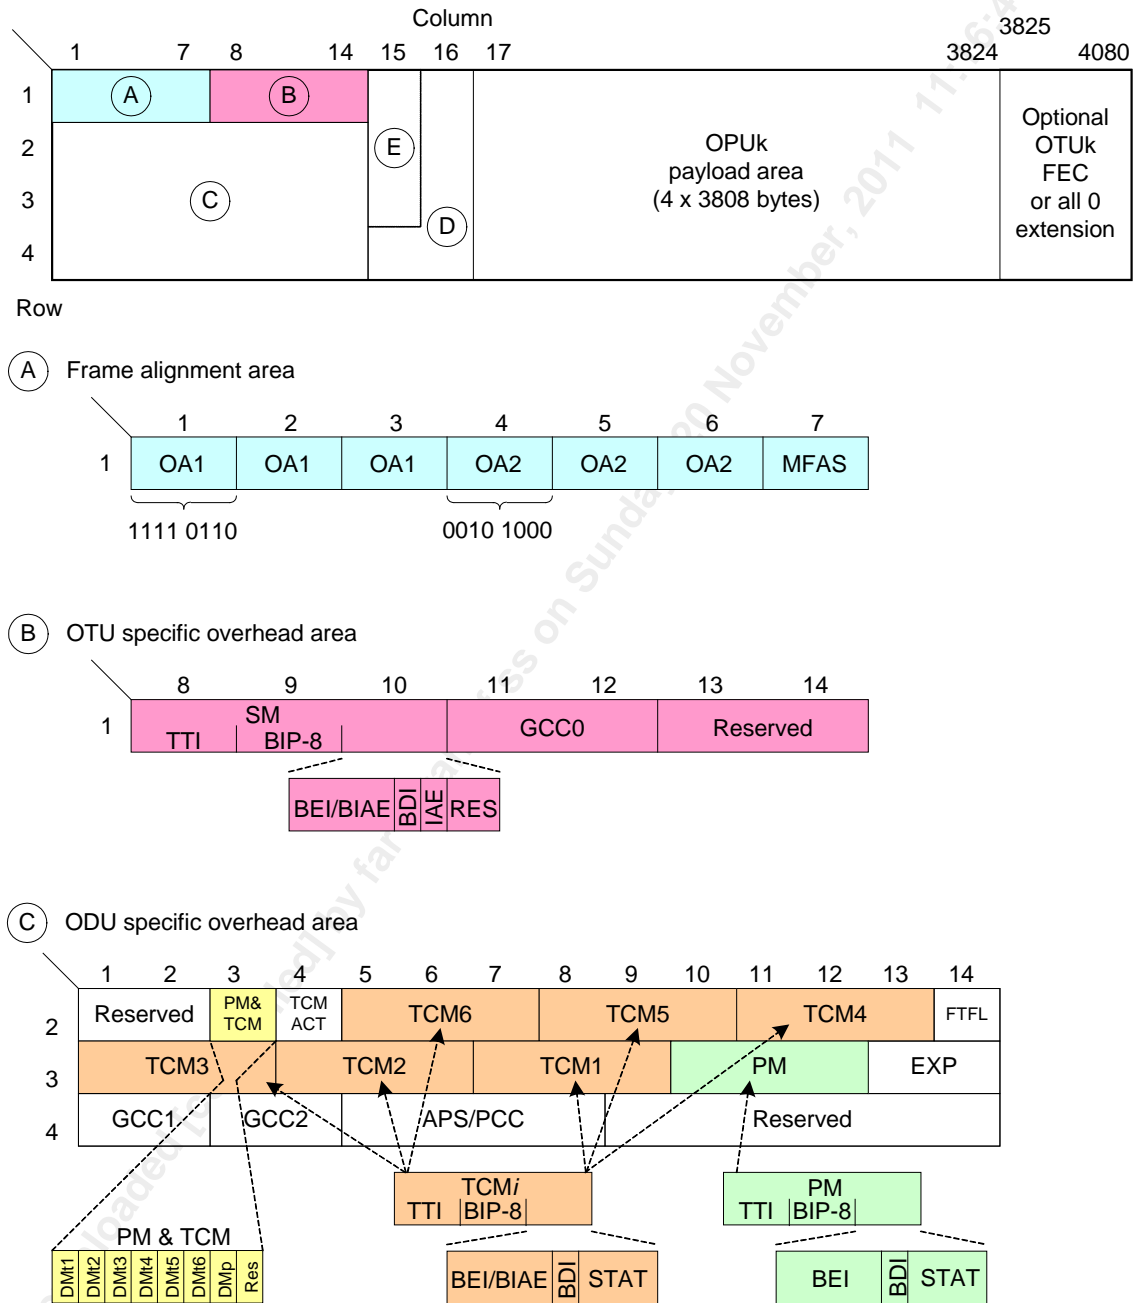 Column
3825
1 7 8 14 15 16 17 3824 4080
1
2
3
4
Row
A
B
C
D
E
OPUk
payload area
(4 x 3808 bytes)
Optional
OTUk
FEC
or all 0
extension
A Frame alignment area
1 2 3 4 5 6 7
1 OA1 OA1 OA1 OA2 OA2 OA2 MFAS
1111 0110 0010 1000
B OTU specific overhead area
8 9 10 11 12 13 14
1 SM GCC0 Reserved
TTI BIP-8
BEI/BIAE BDI IAE RES
C ODU specific overhead area
1 2 3 4 5 6 7 8 9 10 11 12 13 14
2 Reserved PM& TCM TCM ACT TCM6 TCM5 TCM4 FTFL
3 TCM3 TCM2 TCM1 PM EXP
4 GCC1 GCC2 APS/PCC Reserved
TCMi
TTI BIP-8
PM
TTI BIP-8
PM & TCM
DMt1 DMt2 DMt3 DMt4 DMt5 DMt6 DMp Res
BEI/BIAE BDI STAT
BEI BDI STAT
on Sunday, 20 November, 2011